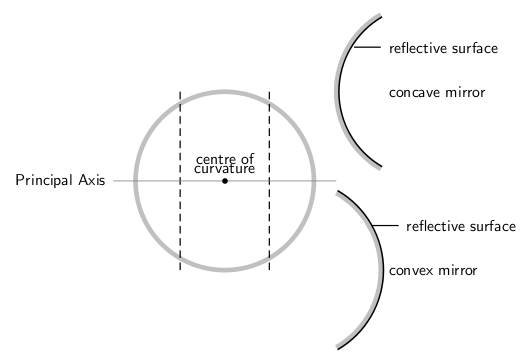 reflective surface
concave mirror
centre of
curvature
Principal Axis
reflective surface
convex mirror